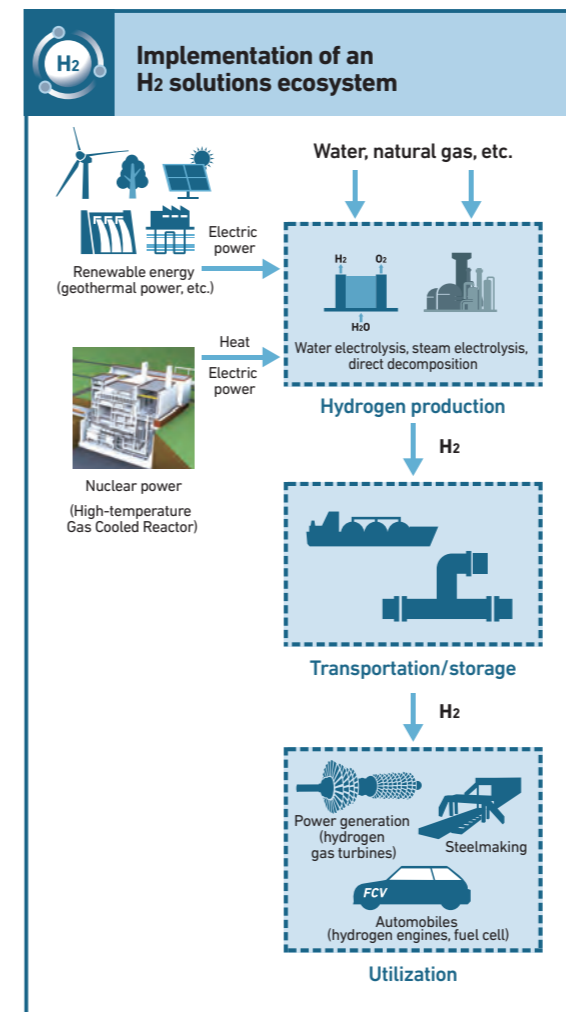 H2
Implementation of an
H2 solutions ecosystem
Water, natural gas, etc.
Electric
power
Renewable energy
(geothermal power, etc.)
H2
O2
H2O
Water electrolysis, steam electrolysis,
direct decomposition
Heat
Electric
power
Hydrogen production
Nuclear power
(High-temperature
Gas Cooled Reactor)
H2
Transportation/storage
H2
Power generation
(hydrogen
gas turbines)
Steelmaking
FCV
Automobiles
(hydrogen engines, fuel cell)
Utilization